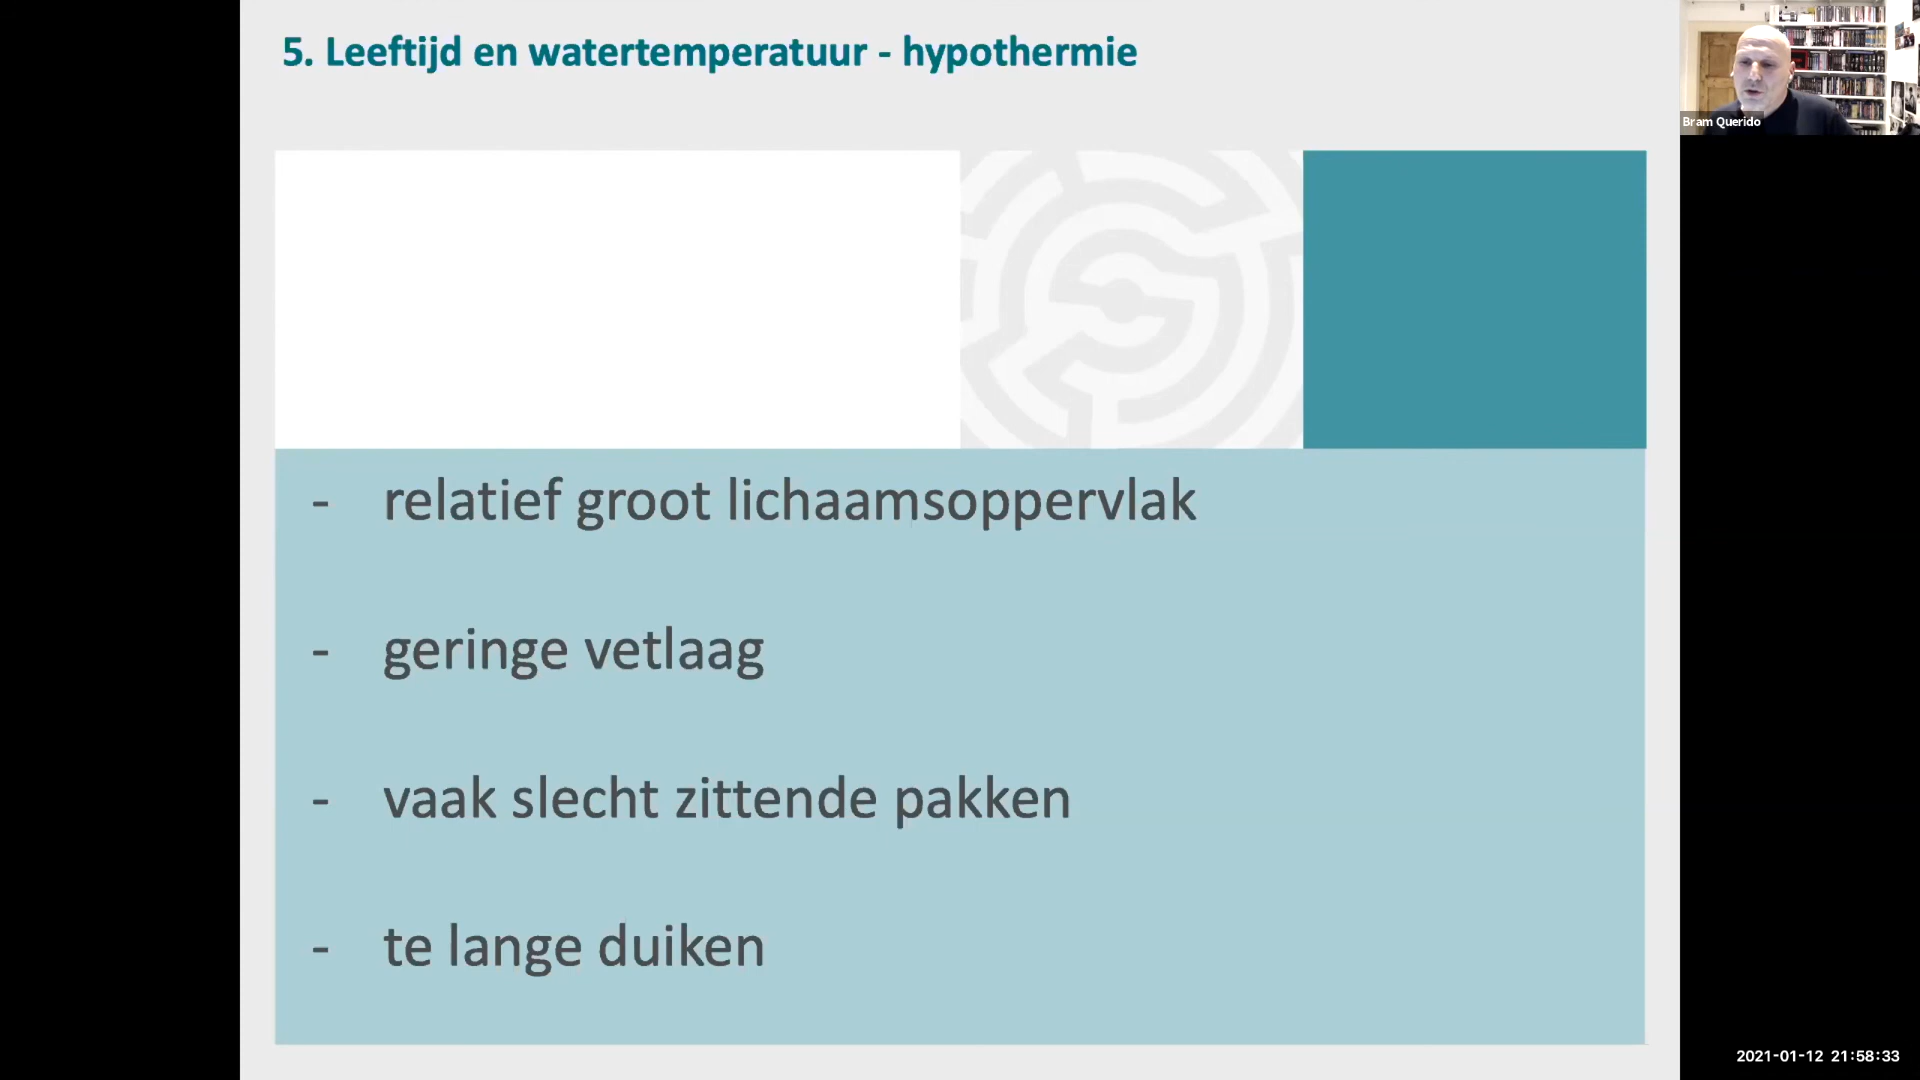 5. Leeftijd en watertemperatuur - hypothermie
Bram Querido
- relatief groot lichaamsoppervlak
- geringe vetlaag
- vaak slecht zittende pakken
- te lange duiken
2021-01-12 21:58:33